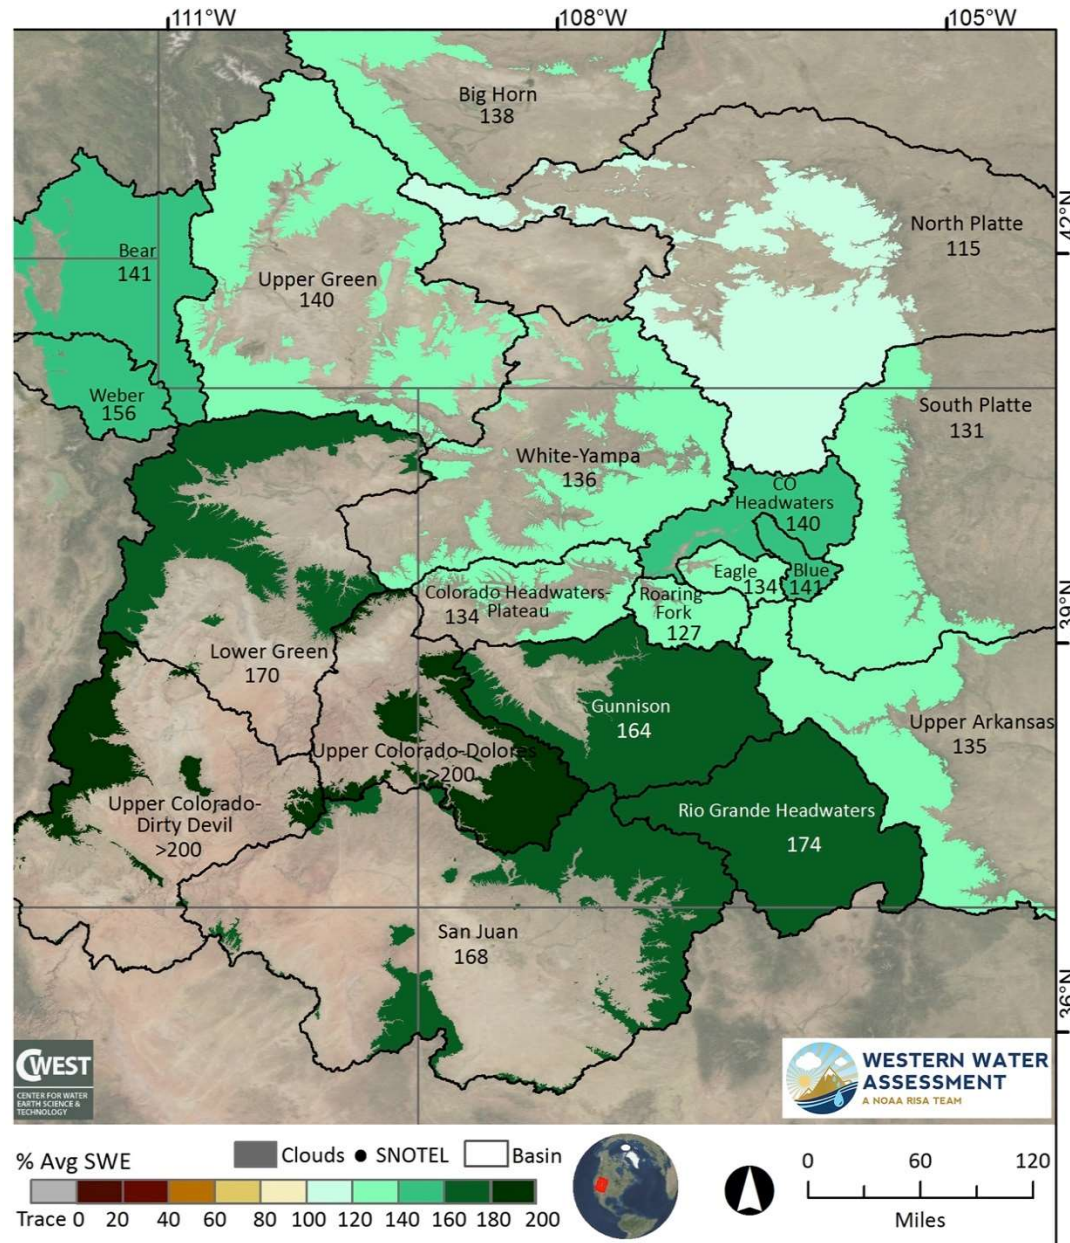 111°W 108°W 105°W
Big Horn
138
42°N
North Platte
115
Bear
141
Upper Green
140
Weber
156
South Platte
131
White-Yampa
136
CO
Headwaters
140
Eagle
134
Blue
141
Colorado Headwaters-
Plateau
134
Roaring
Fork
127
39°N
Lower Green
170
Gunnison
164
Upper Arkansas
135
Upper Colorado-Dolores
>200
Upper Colorado-
Dirty Devil
>200
Rio Grande Headwaters
174
San Juan
168
36°N
CWEST
CENTER FOR WATER
EARTH SCIENCE &
TECHNOLOGY
WESTERN WATER
ASSESSMENT
A NOAA RISA TEAM
% Avg SWE
Clouds SNOTEL Basin
Trace 0 20 40 60 80 100 120 140 160 180 200
0 60 120
Miles